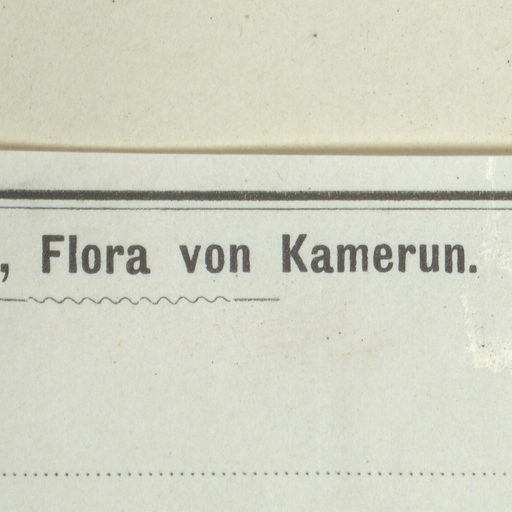 , Flora von Kamerun.